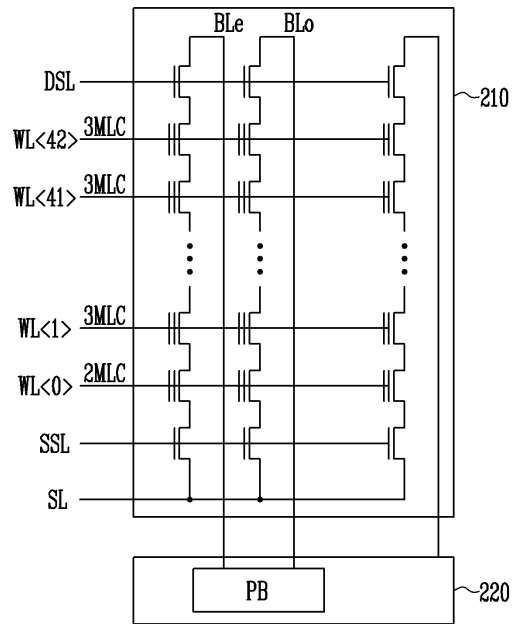 BLe BLo
DSL
210
WL<42> 3MLC
WL<41> 3MLC
WL<1> 3MLC
WL<0> 2MLC
SSL
SL
PB
220